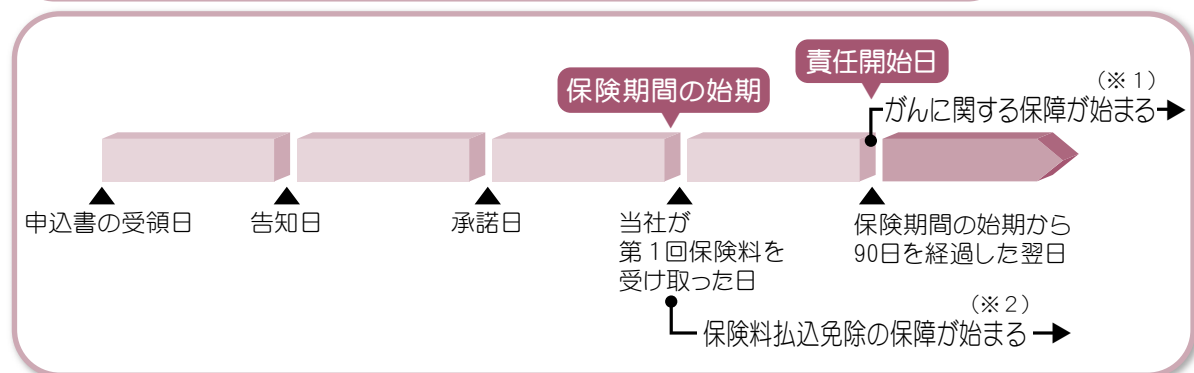 責任開始日
保険期間の始期
(※1)
がんに関する保障が始まる
申込書の受領日
告知日
承諾日
当社が
第1回保険料を
受け取った日
保険期間の始期から
90日を経過した翌日
(※2)
保険料払込免除の保障が始まる